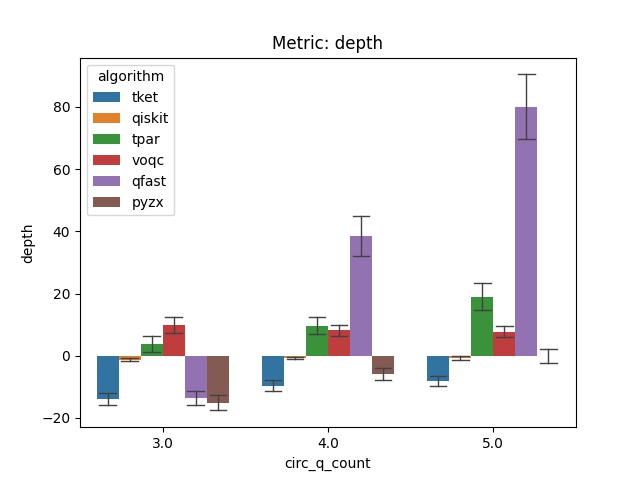 Metric: depth
algorithm
tket
qiskit
tpar
voqc
qfast
pyzx
depth
80
60
40
20
0
−20
3.0
4.0
5.0
circ_q_count